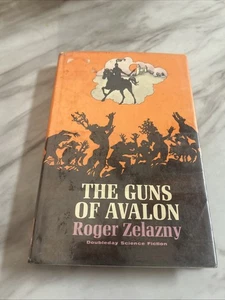 THE GUNS
OF AVALON
Roger Zelazny
Doubleday Science Fiction